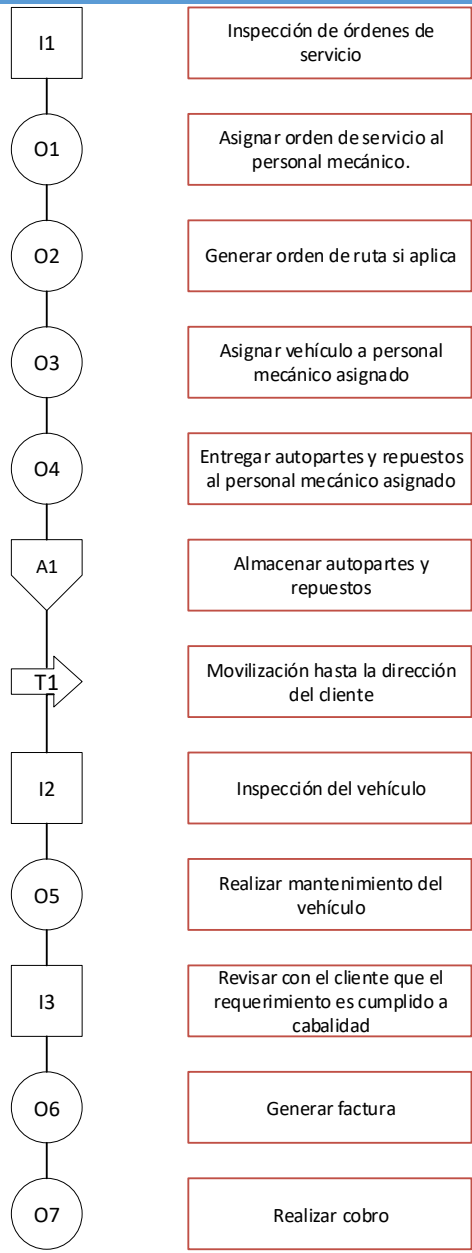 I1
Inspección de órdenes de
servicio
O1
Asignar orden de servicio al
personal mecánico.
O2
Generar orden de ruta si aplica
O3
Asignar vehículo a personal
mecánico asignado
O4
Entregar autopartes y repuestos
al personal mecánico asignado
A1
Almacenar autopartes y
repuestos
T1
Movilización hasta la dirección
del cliente
I2
Inspección del vehículo
O5
Realizar mantenimiento del
vehículo
I3
Revisar con el cliente que el
requerimiento es cumplido a
cabalidad
O6
Generar factura
O7
Realizar cobro